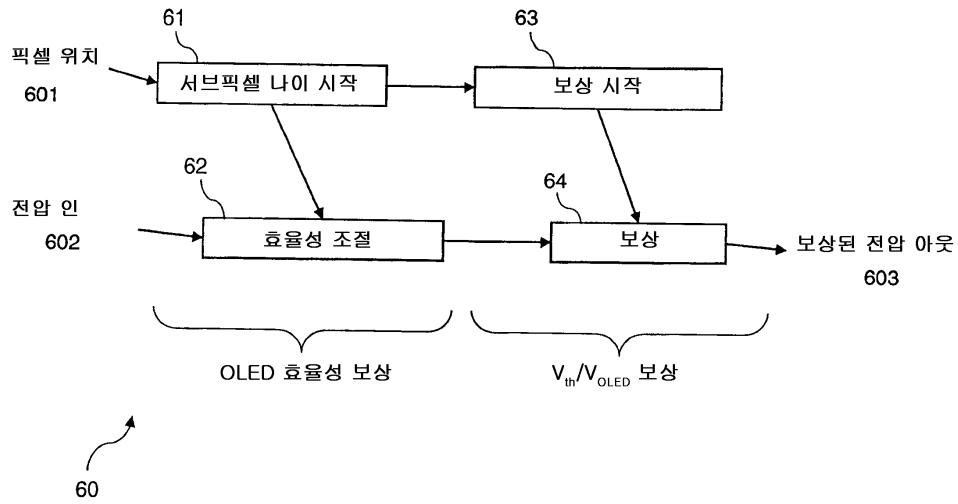 61
63
픽셀 위치
601
서브픽셀 나이 시작
보상 시작
62
64
전압 인
602
효율성 조절
보상
보상된 전압 아웃
603
OLED 효율성 보상
Vth/VOLED 보상
60